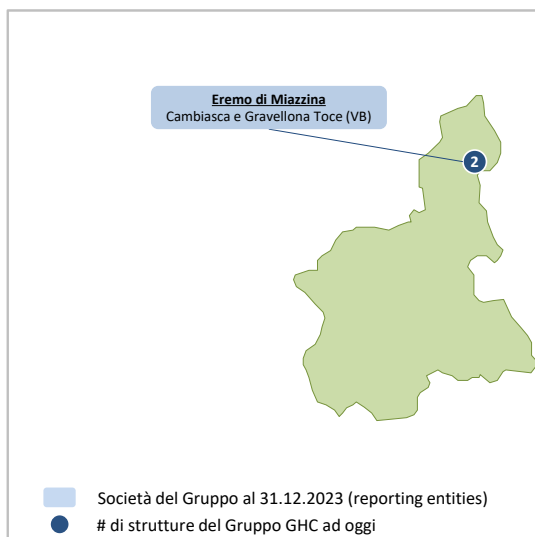 Eremo di Miazzina
Cambiasca e Gravellona Toce (VB)
2
Società del Gruppo al 31.12.2023 (reporting entities)
# di strutture del Gruppo GHC ad oggi